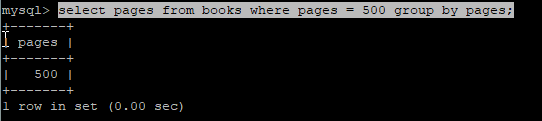 mysql> select pages from books where pages = 500 group by pages;
+-------+
| pages |
+-------+
|   500 |
+-------+
1 row in set (0.00 sec)